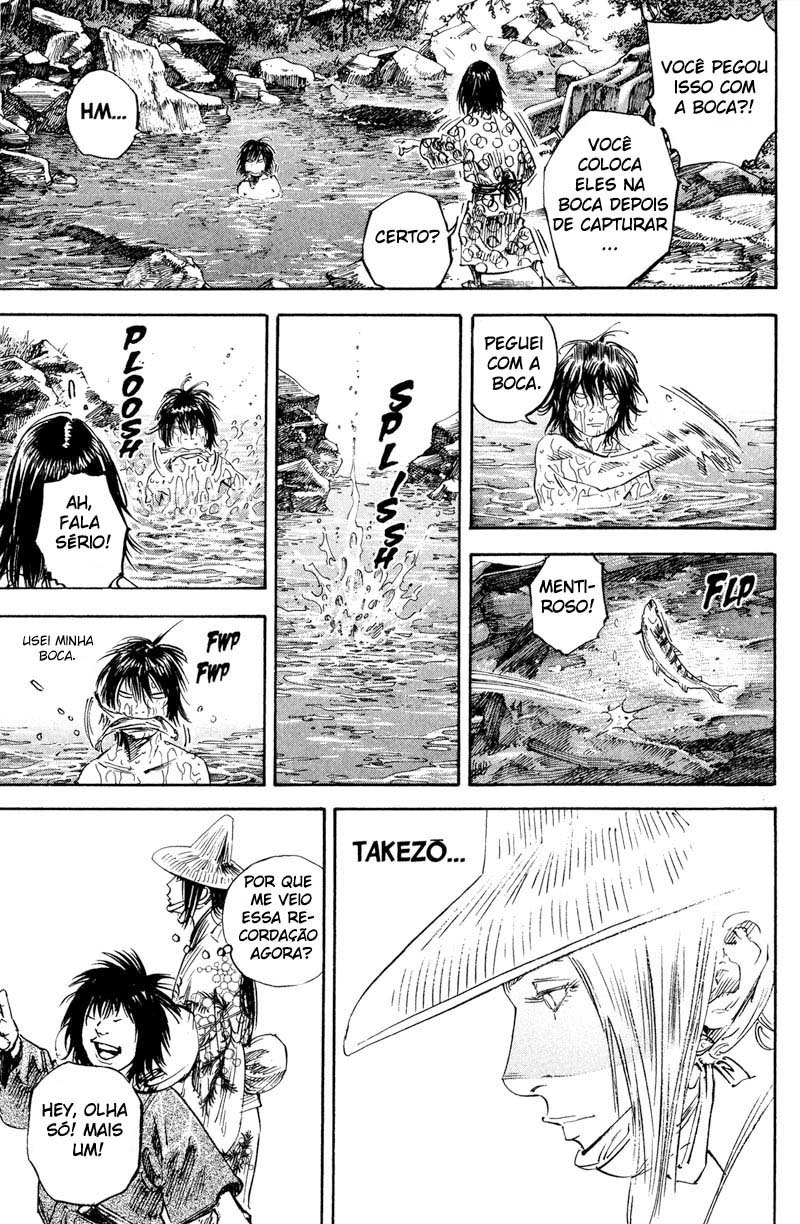 VOCÊ PEGOU
ISSO COM
A BOCA?!
VOCÊ
COLOCA
ELES NA
BOCA DEPOIS
DE CAPTURAR
...
CERTO?
HM...
PEGUEI
COM A
BOCA.
MENTI-
ROSO!
FLP
SPLISSH
PLOOSH
AH,
FALA
SÉRIO!
USEI MINHA
BOCA.
FWP
FWP
TAKEZŌ...
POR QUE
ME VEIO
ESSA RE-
CORDAÇÃO
AGORA?
HEY, OLHA
SÓ! MAIS
UM!